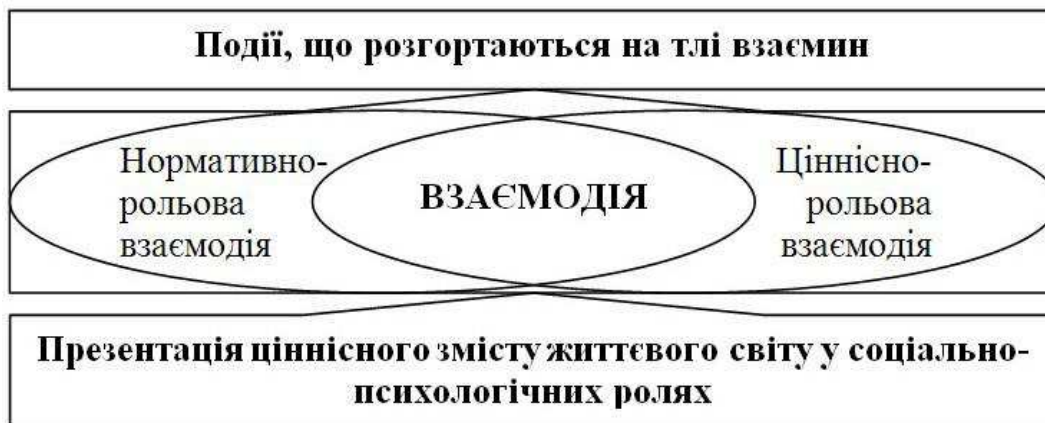 Події, що розгортаються на тлі взаємин
Нормативно-
рольова
взаємодія
ВЗАЄМОДІЯ
Ціннісно-
рольова
взаємодія
Презентація ціннісного змісту життєвого світу у соціально-
психологічних ролях